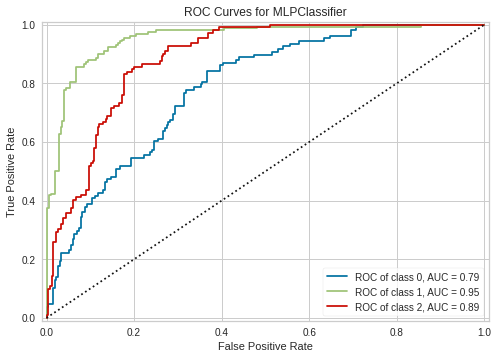 ROC Curves for MLPClassifier
True Positive Rate
1.0
0.8
0.6
0.4
0.2
0.0
0.0
0.2
0.4
0.6
0.8
1.0
False Positive Rate
ROC of class 0, AUC = 0.79
ROC of class 1, AUC = 0.95
ROC of class 2, AUC = 0.89